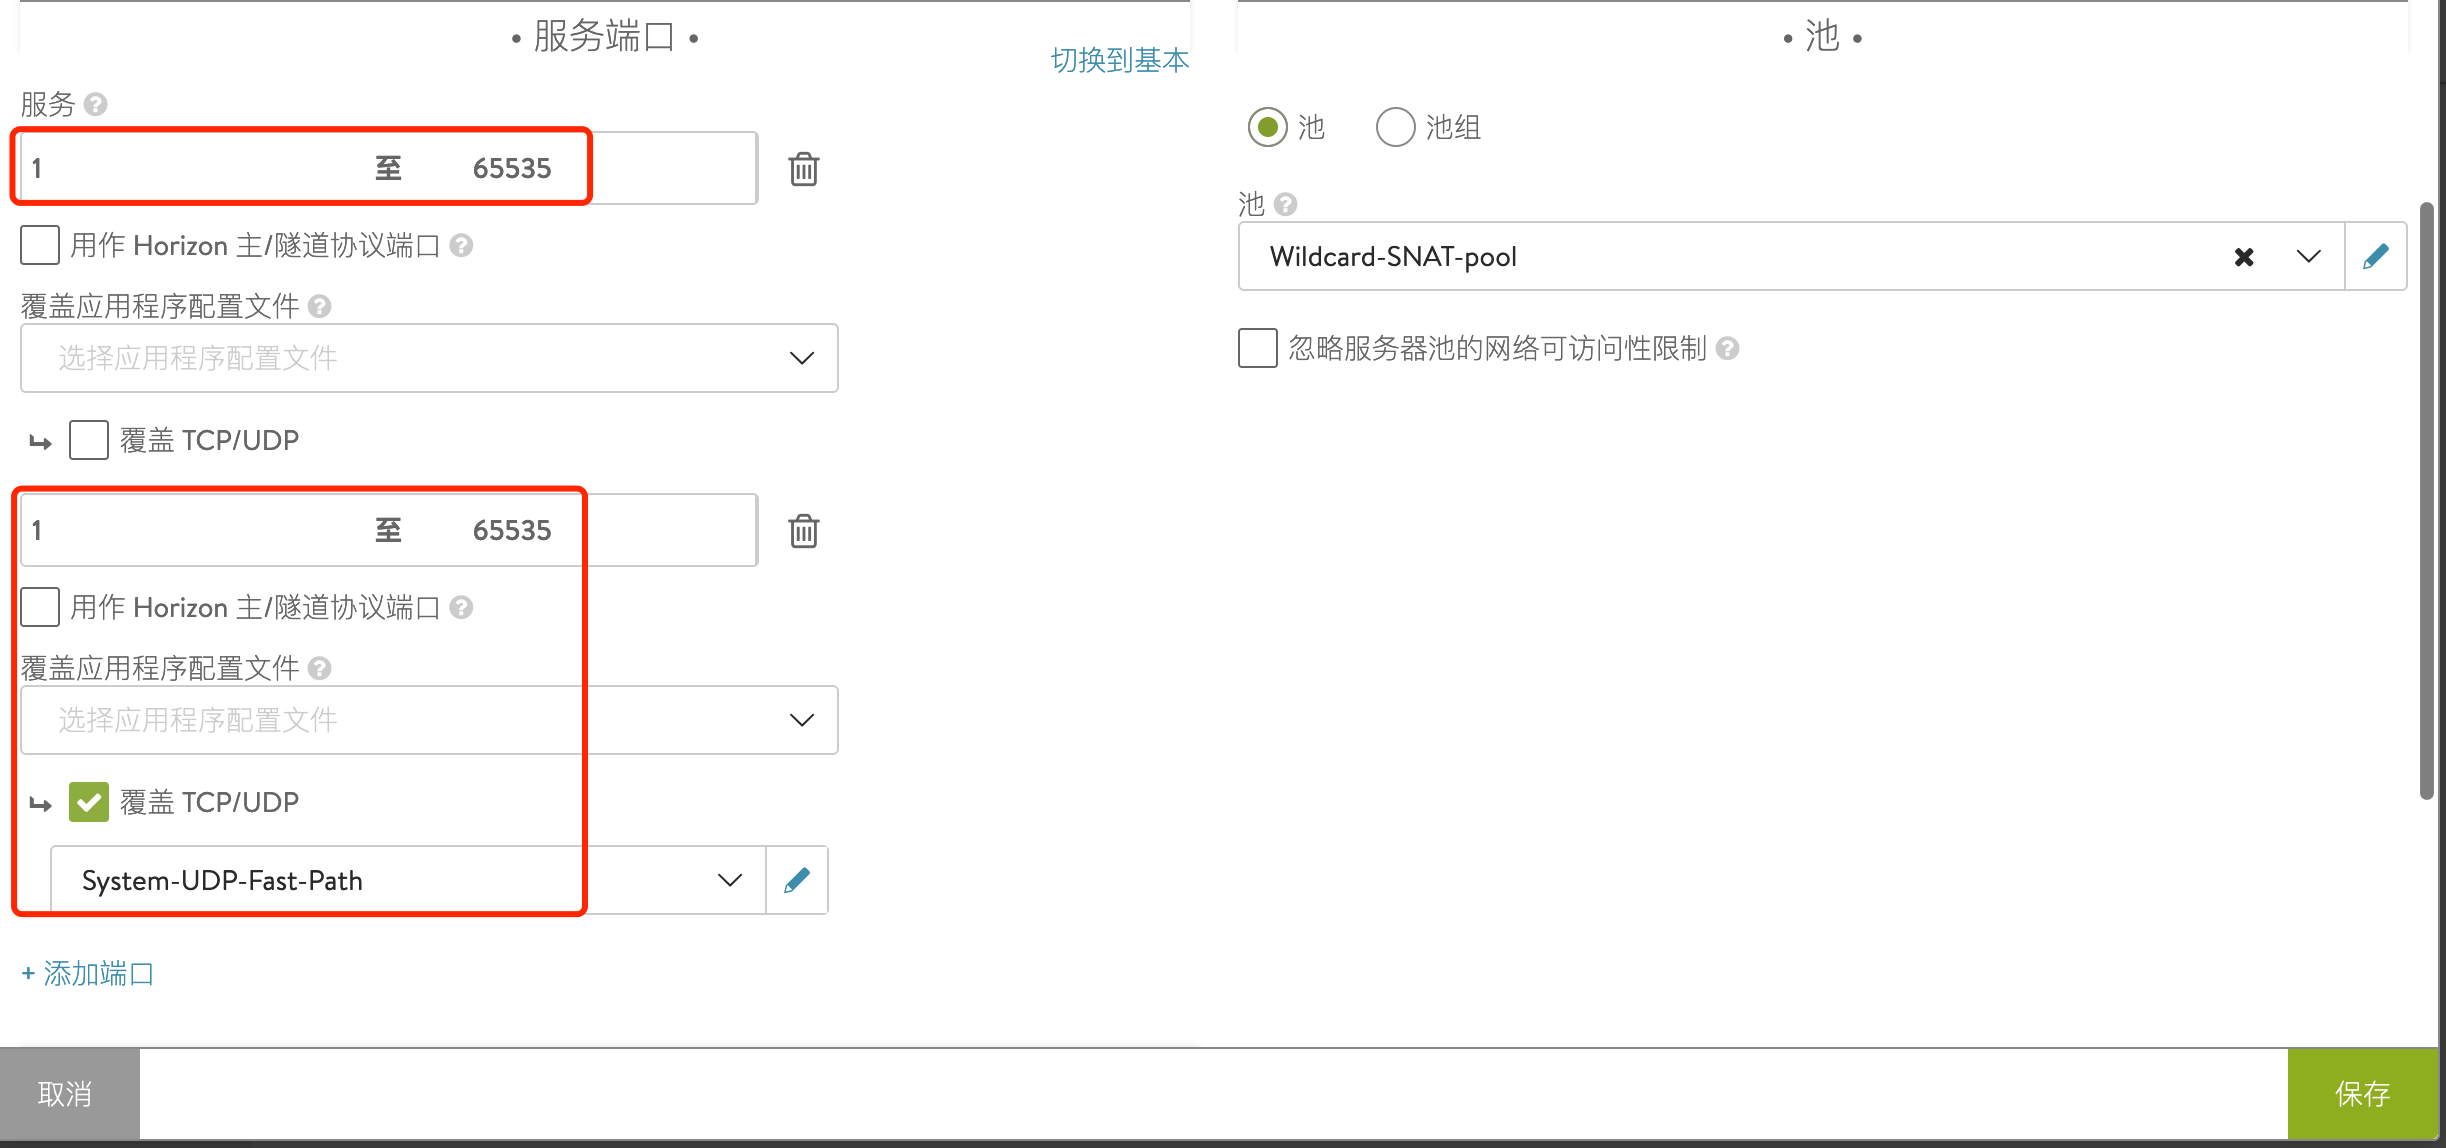 • 服务端口 •
切换到基本
服务
1 至 65535
用作 Horizon 主/隧道协议端口
覆盖应用程序配置文件
选择应用程序配置文件
覆盖 TCP/UDP
1 至 65535
用作 Horizon 主/隧道协议端口
覆盖应用程序配置文件
选择应用程序配置文件
覆盖 TCP/UDP
System-UDP-Fast-Path
+ 添加端口
• 池 •
池 池组
池
Wildcard-SNAT-pool
忽略服务器池的网络可访问性限制
取消
保存